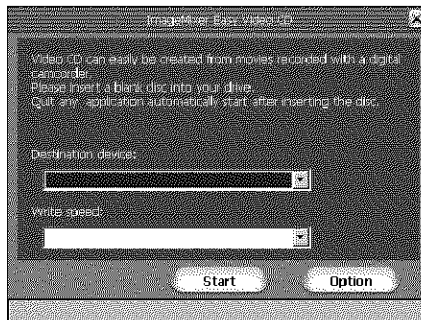 ImageMixer Easy Video CD
Video CD can easily be created from movies recorded with a digital
camcorder.
Please insert a blank disc into your drive.
Quit any application automatically start after inserting the disc.
Destination device:
Write speed:
Start Option